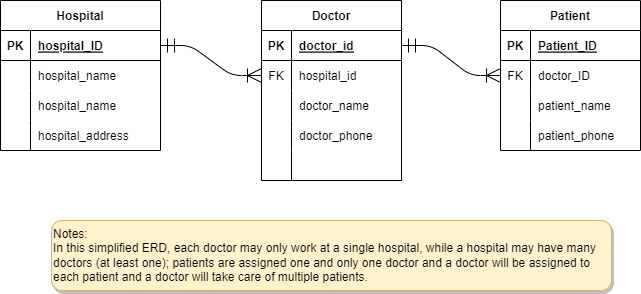 Hospital
PK hospital_ID
hospital_name
hospital_name
hospital_address
Doctor
PK doctor_id
FK hospital_id
doctor_name
doctor_phone
Patient
PK Patient_ID
FK doctor_ID
patient_name
patient_phone
Notes:
In this simplified ERD, each doctor may only work at a single hospital, while a hospital may have many
doctors (at least one); patients are assigned one and only one doctor and a doctor will be assigned to
each patient and a doctor will take care of multiple patients.